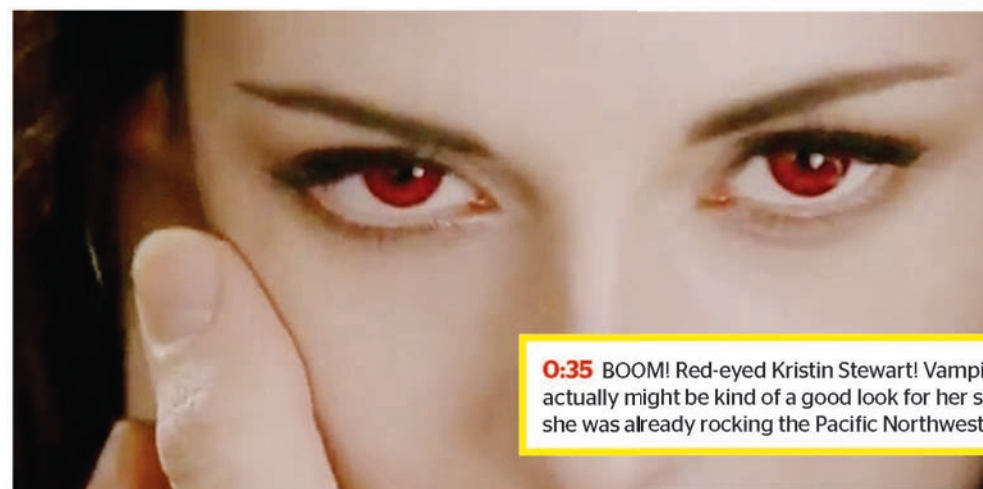 0:35 BOOM! Red-eyed Kristin Stewart! Vampi
actually might be kind of a good look for her s
she was already rocking the Pacific Northwest